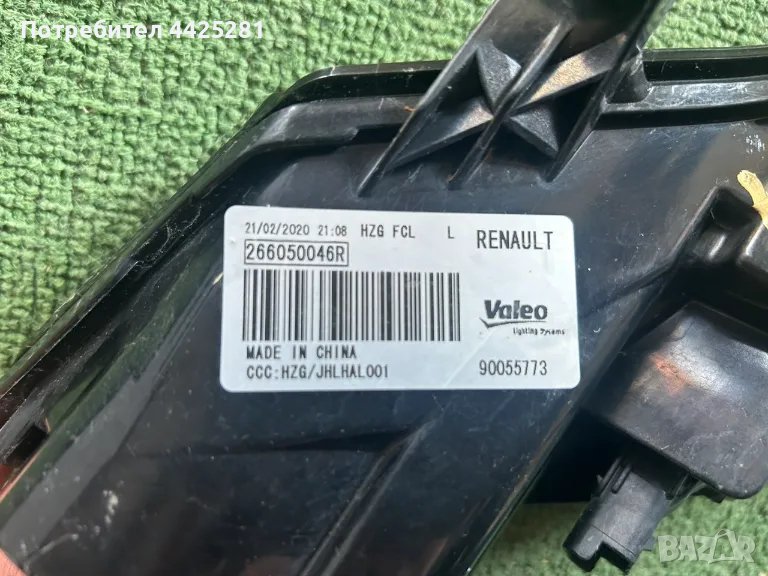 Потребител 4425281
21/02/2020 21:08 HZG FCL L RENAULT
266050046R
Valeo
Lighting Systems
MADE IN CHINA
CCC:HZG/JHLHAL001 90055773
BAZAR